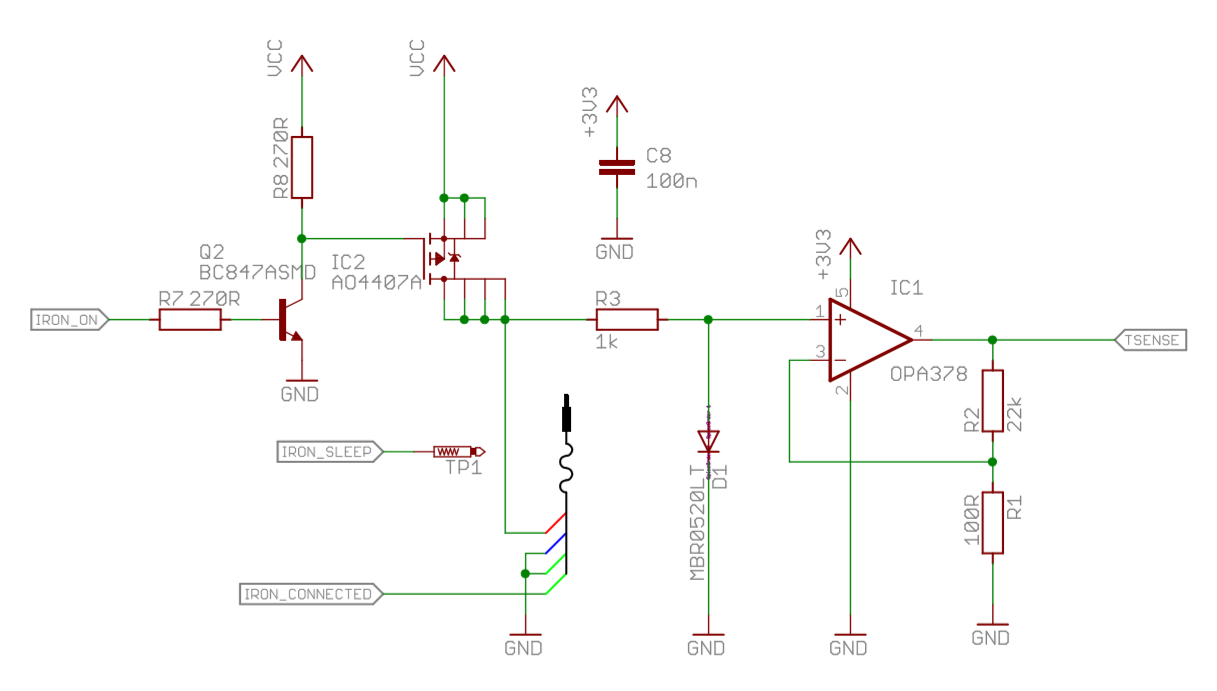 VCC
VCC
+3V3
R8 270R
C8
100n
GND
+3V3
Q2
BC847ASMD
IC2
AO4407A
IC1
R7 270R
R3
1k
5
1
4
3
2
IRON_ON
TSENSE
OPA378
GND
R2
22k
IRON_SLEEP
TP1
MBR0520LT
D1
100R
R1
IRON_CONNECTED
GND
GND
GND
GND